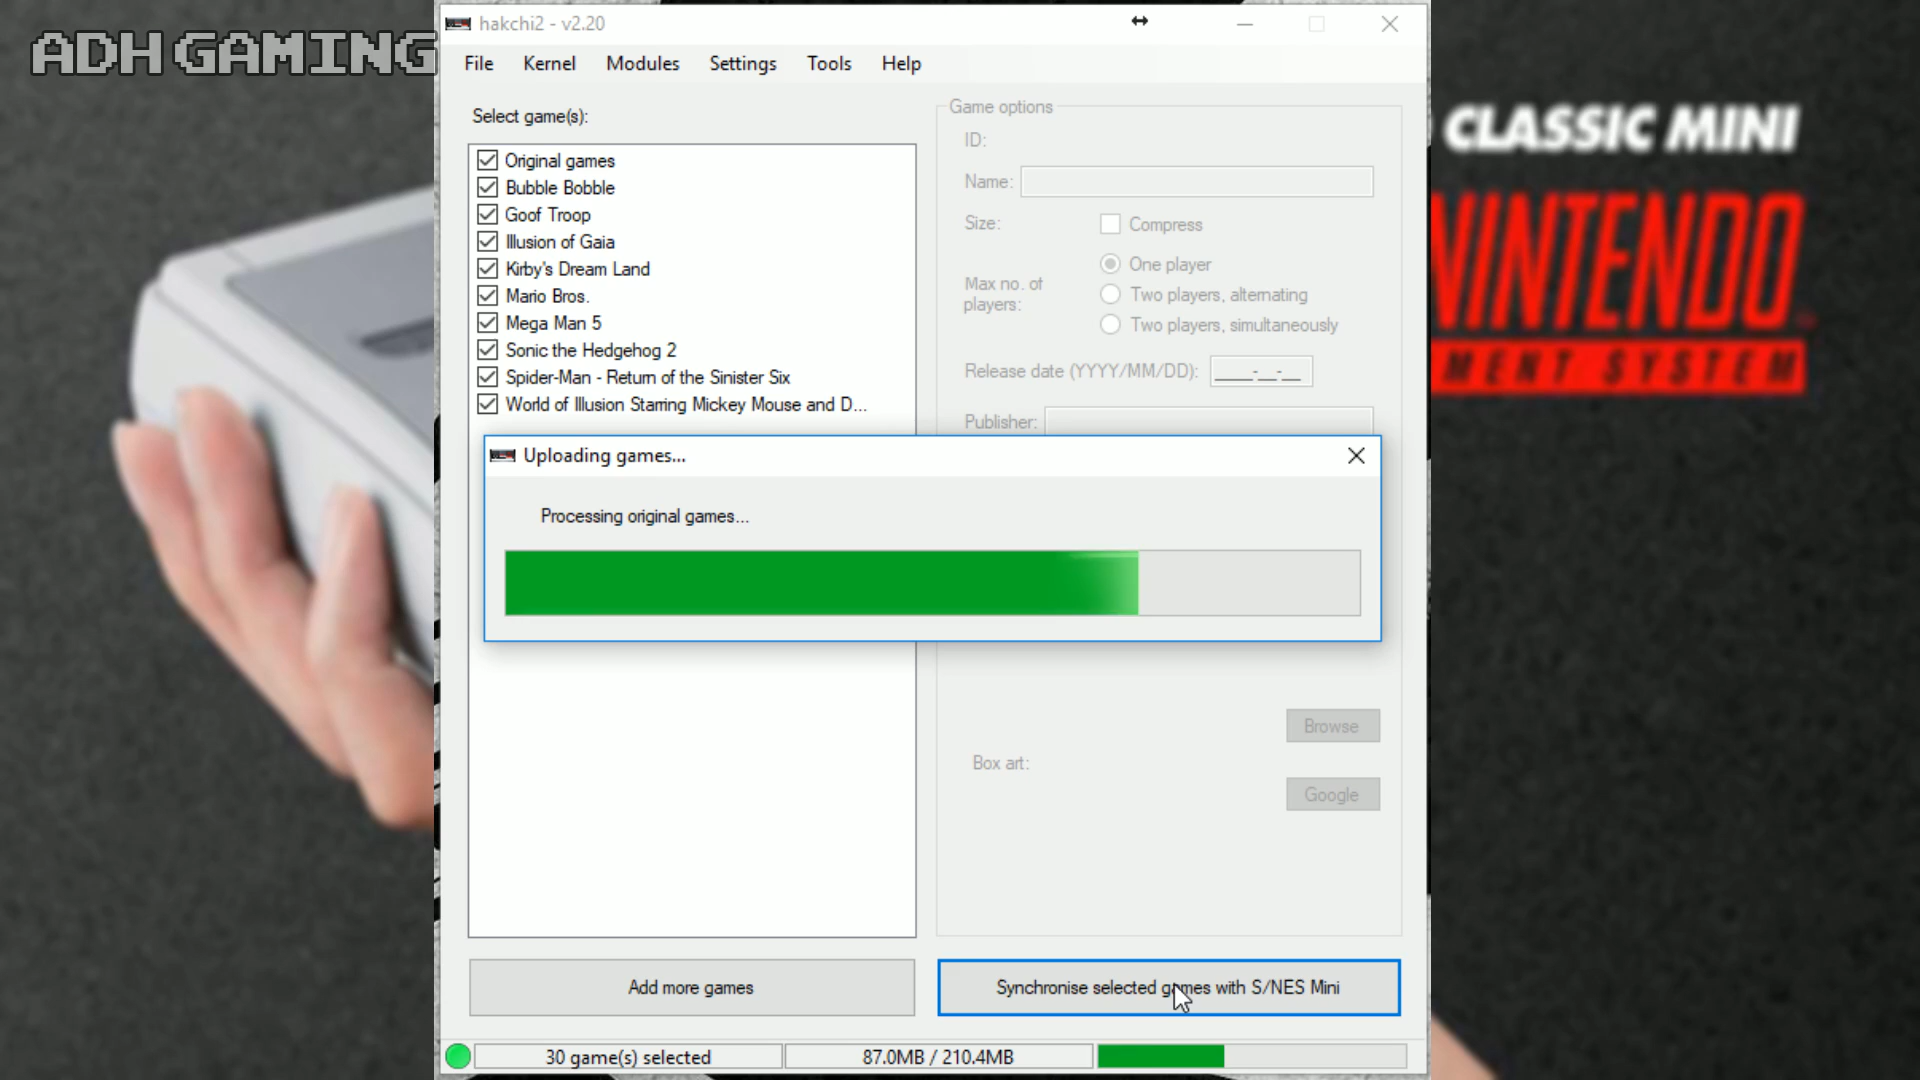 ADH GAMING
hakchi2 - v2.20
File Kernel Modules Settings Tools Help
Select game(s):
Original games
Bubble Bobble
Goof Troop
Illusion of Gaia
Kirby's Dream Land
Mario Bros.
Mega Man 5
Sonic the Hedgehog 2
Spider-Man - Return of the Sinister Six
World of Illusion Starring Mickey Mouse and D...
Game options
ID:
Name:
Size:
Compress
Max no. of players:
One player
Two players, alternating
Two players, simultaneously
Release date (YYYY/MM/DD): ____-__-__
Publisher:
Uploading games...
Processing original games...
Browse
Box art:
Google
Add more games
Synchronise selected games with S/NES Mini
30 game(s) selected
87.0MB / 210.4MB
CLASSIC MINI
NINTENDO
MENT SYSTEM